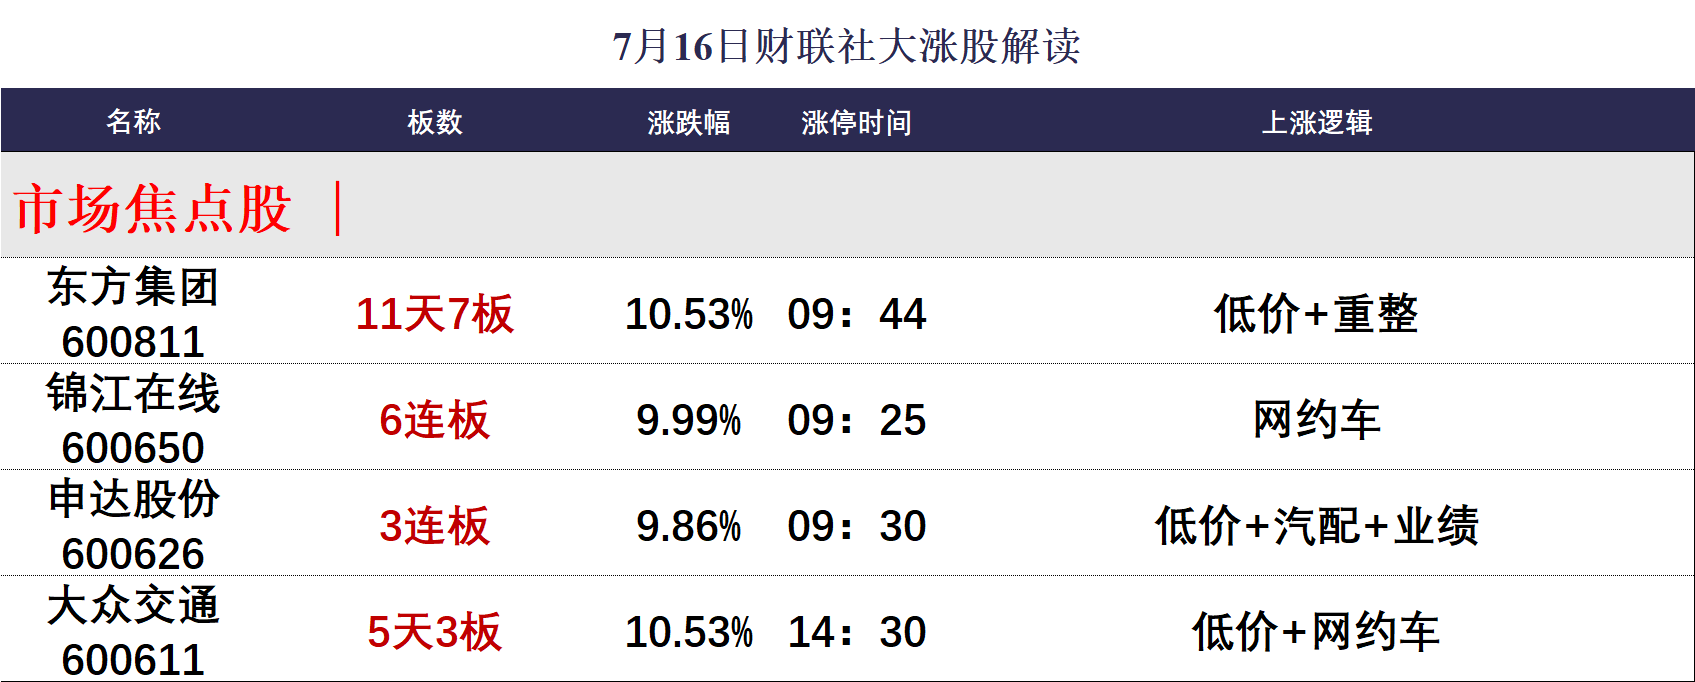 7月16日财联社大涨股解读
名称 板数 涨跌幅 涨停时间 上涨逻辑
市场焦点股 |
东方集团
600811 11天7板 10.53% 09：44 低价+重整
锦江在线
600650 6连板 9.99% 09：25 网约车
申达股份
600626 3连板 9.86% 09：30 低价+汽配+业绩
大众交通
600611 5天3板 10.53% 14：30 低价+网约车